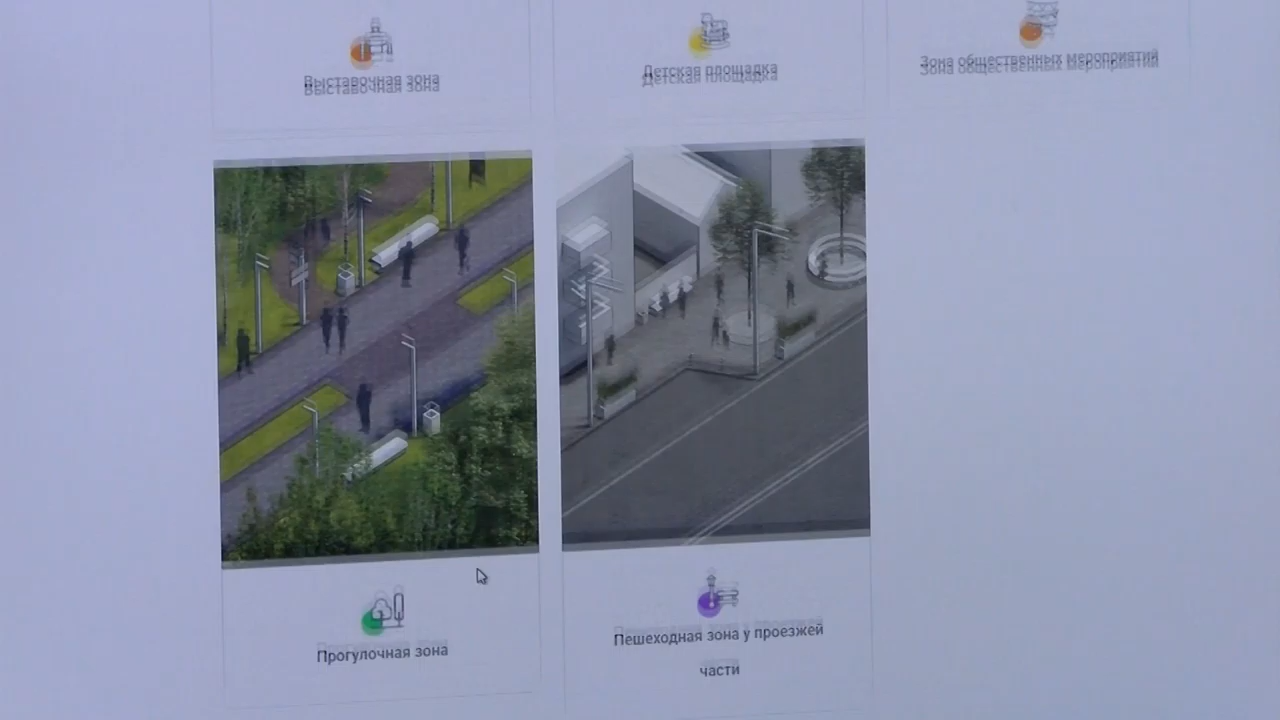 Выставочная зона
Детская площадка
Зона общественных мероприятий
Прогулочная зона
Пешеходная зона у проезжей
части